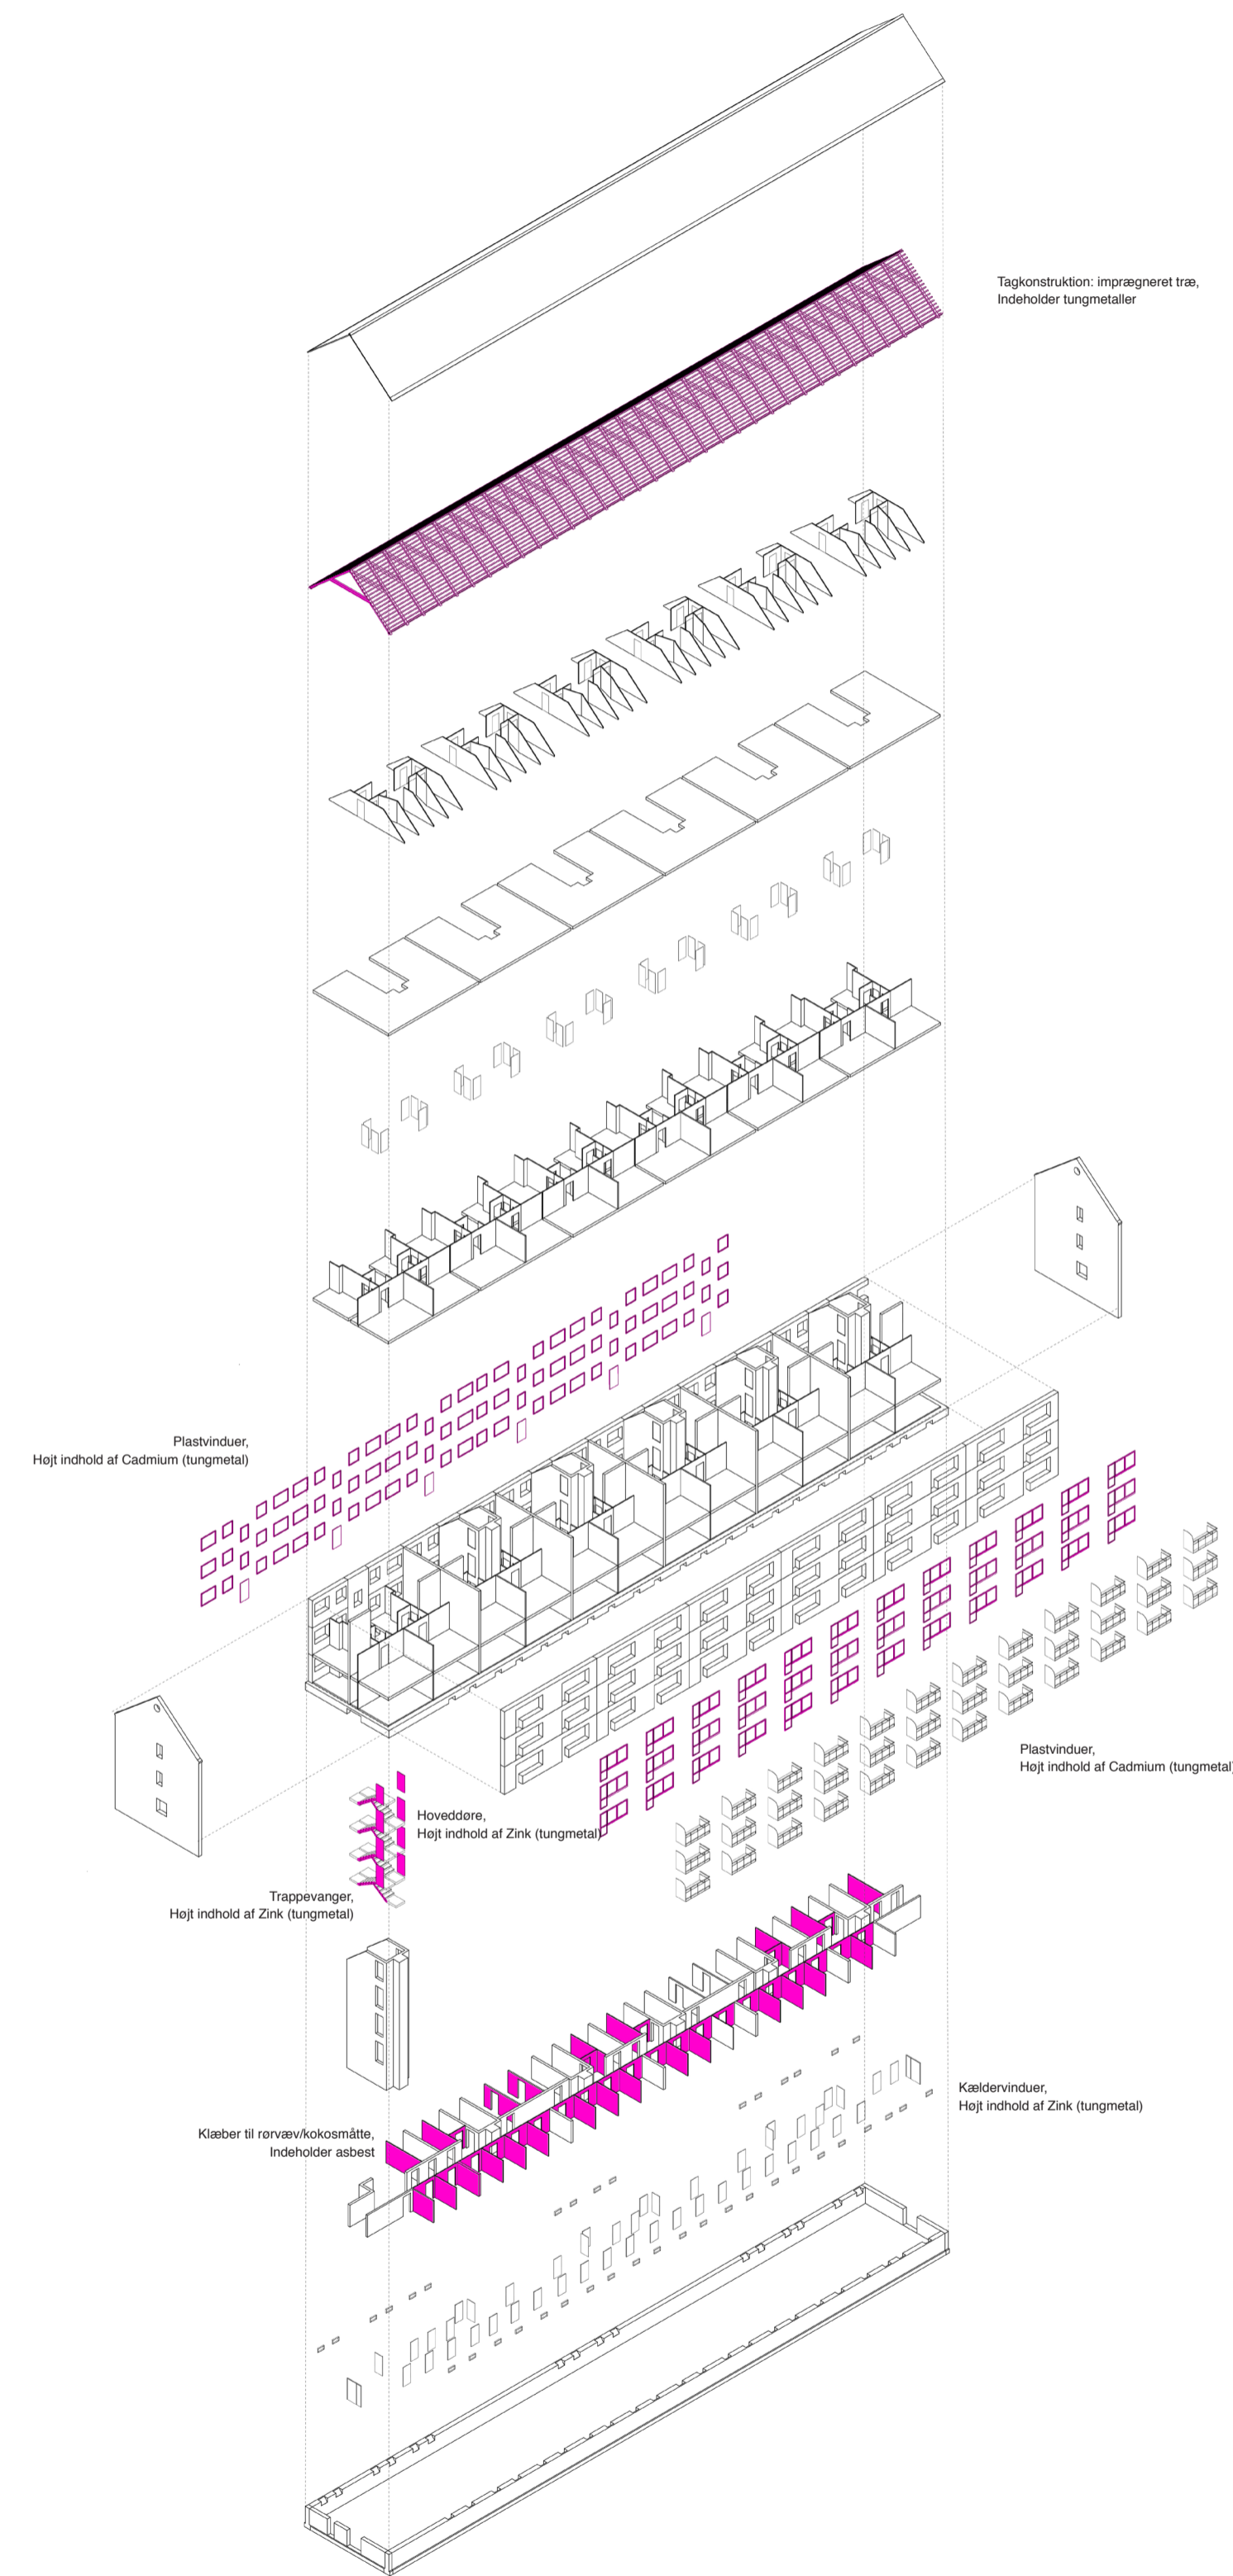 Tagkonstruktion: imprægneret træ,
Indeholder tungmetaller
Plastvinduer,
Højt indhold af Cadmium (tungmetal)
Plastvinduer,
Højt indhold af Cadmium (tungmetal)
Hoveddøre,
Højt indhold af Zink (tungmetal)
Trappevanger,
Højt indhold af Zink (tungmetal)
Kældervinduer,
Højt indhold af Zink (tungmetal)
Klæber til rørvæv/kokosmåtte,
Indeholder asbest